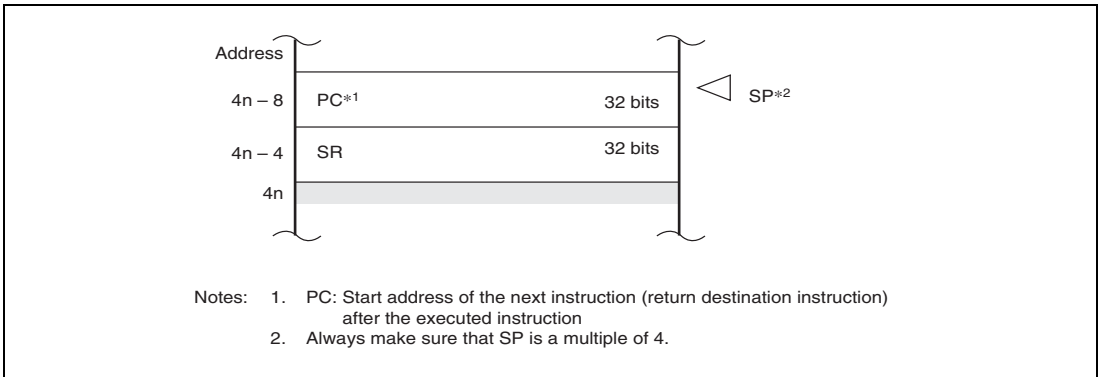 Address
4n – 8 PC*1 32 bits SP*2
4n – 4 SR 32 bits
4n
Notes: 1. PC: Start address of the next instruction (return destination instruction)
after the executed instruction
2. Always make sure that SP is a multiple of 4.